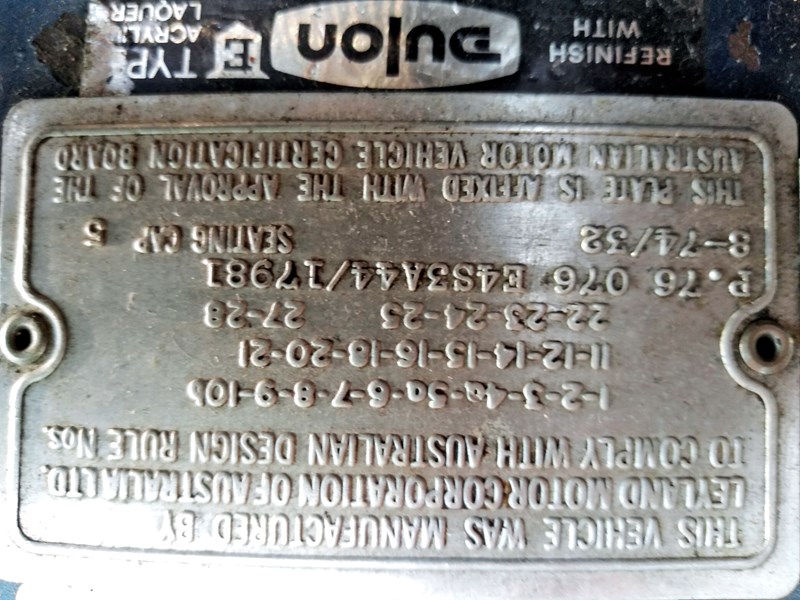 THIS VEHICLE WAS MANUFACTURED BY
LEYLAND MOTOR CORPORATION OF AUSTRALIA LTD.
TO COMPLY WITH AUSTRALIAN DESIGN RULE Nos.
1-2-3-4a-5a-6-7-8-9-10b
11-12-14-15-16-18-20-21
22-23-24-25 27-28
P.76 076 E4S3A44/17981
8-74/32 SEATING CAP 5
THIS PLATE IS AFFIXED WITH THE APPROVAL OF THE
AUSTRALIAN MOTOR VEHICLE CERTIFICATION BOARD
REFINISH
WITH
Dulon
TYPE E
ACRYLIC
LAQUER